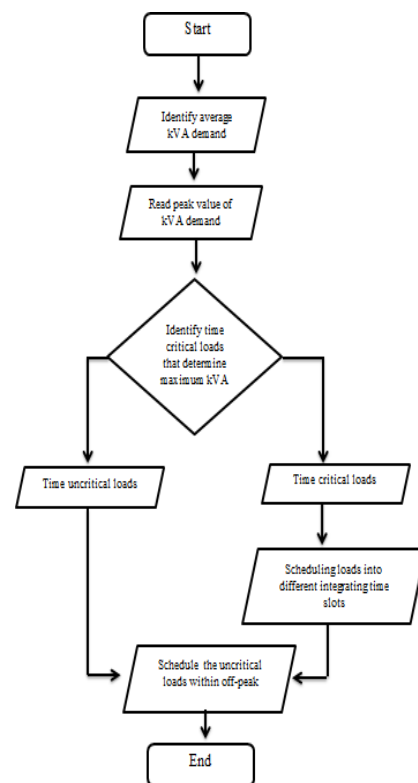 Start
Identify average
kVA demand
Read peak value of
kVA demand
Identify time
critical loads
that determine
maximum kVA
Time uncritical loads
Time critical loads
Scheduling loads into
different integrating time
slots
Schedule the uncritical
loads within off-peak
End